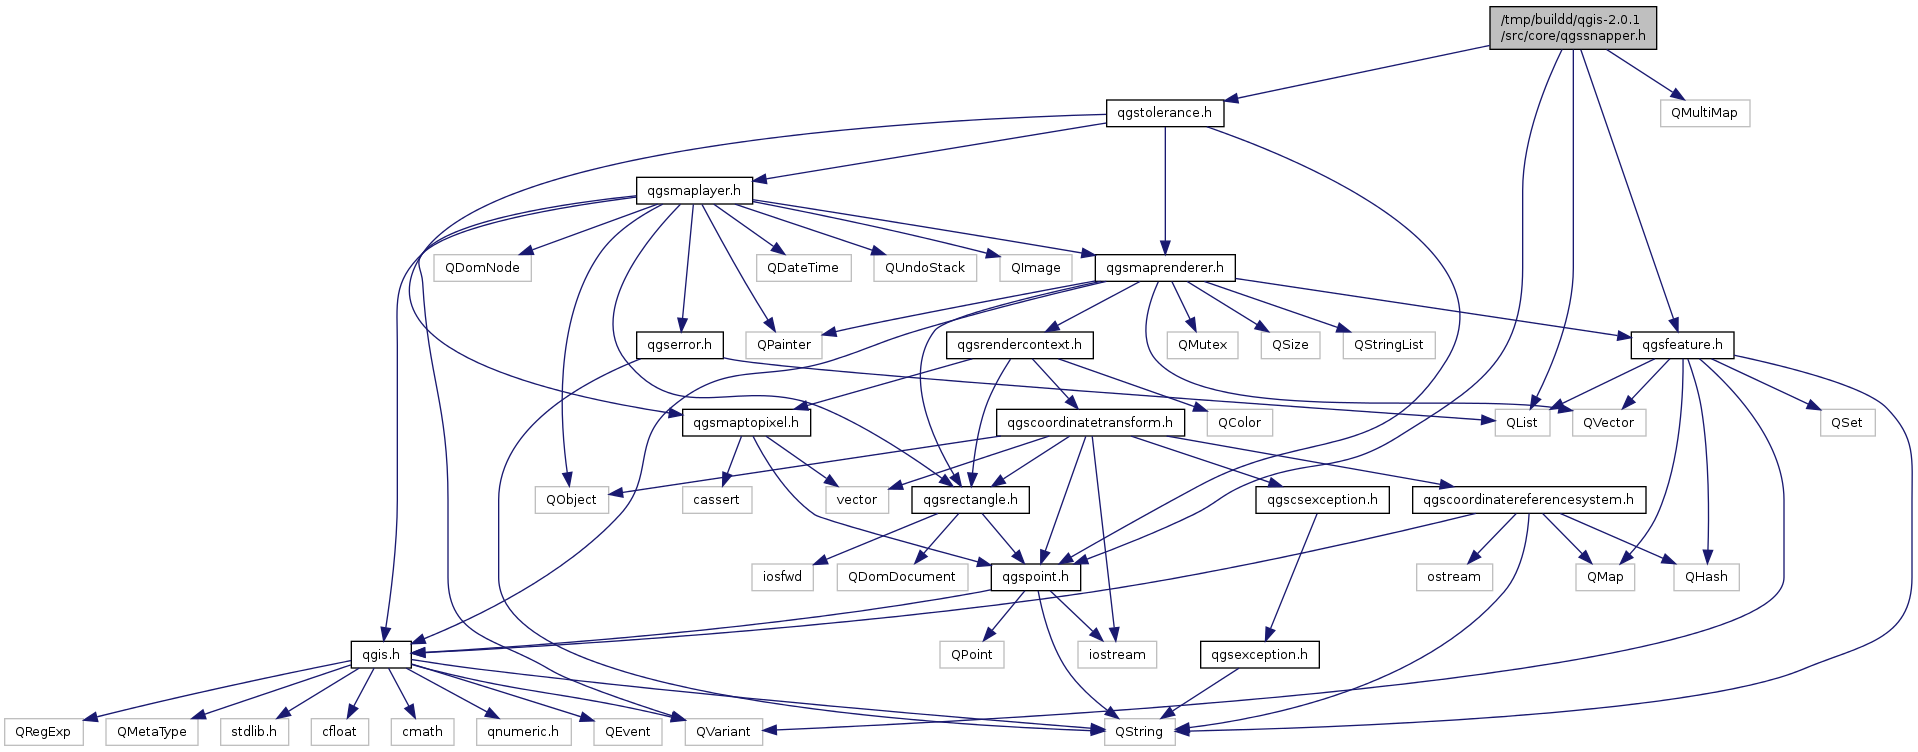 /tmp/buildd/qgis-2.0.1
/src/core/qgssnapper.h
qgstolerance.h
QMultiMap
qgsmaplayer.h
QDomNode
QDateTime
QUndoStack
QImage
qgsmaprenderer.h
qgserror.h
QPainter
qgsrendercontext.h
QMutex
QSize
QStringList
qgsfeature.h
qgsmaptopixel.h
qgscoordinatetransform.h
QColor
QList
QVector
QSet
QObject
cassert
vector
qgsrectangle.h
qgscsexception.h
qgscoordinatereferencesystem.h
iosfwd
QDomDocument
qgspoint.h
ostream
QMap
QHash
qgis.h
QPoint
iostream
qgsexception.h
QRegExp
QMetaType
stdlib.h
cfloat
cmath
qnumeric.h
QEvent
QVariant
QString